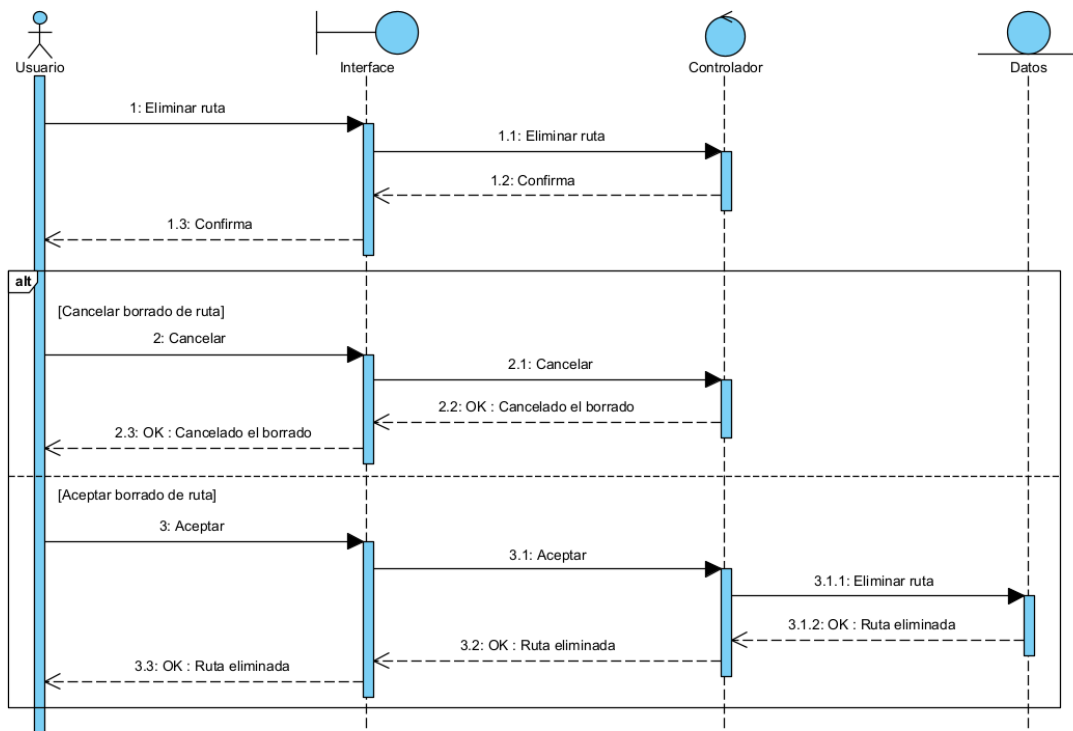 Usuario
Interface
Controlador
Datos
1: Eliminar ruta
1.1: Eliminar ruta
1.2: Confirma
1.3: Confirma
alt
[Cancelar borrado de ruta]
2: Cancelar
2.1: Cancelar
2.2: OK : Cancelado el borrado
2.3: OK : Cancelado el borrado
[Aceptar borrado de ruta]
3: Aceptar
3.1: Aceptar
3.1.1: Eliminar ruta
3.1.2: OK : Ruta eliminada
3.2: OK : Ruta eliminada
3.3: OK : Ruta eliminada